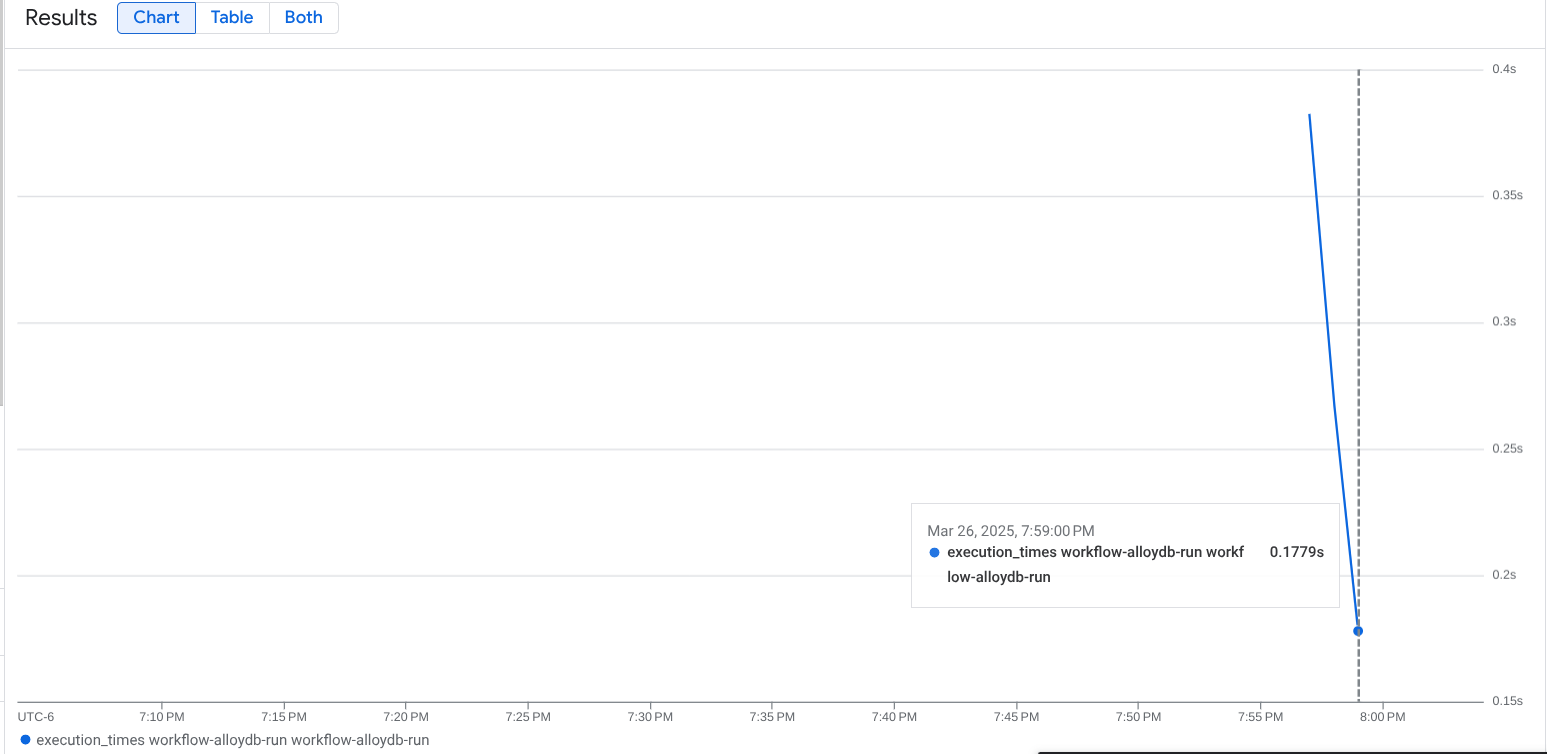 Results
Chart
Table
Both
0.4s
0.35s
0.3s
0.25s
0.2s
0.15s
Mar 26, 2025, 7:59:00 PM
execution_times workflow-alloydb-run workf 0.1779s
low-alloydb-run
UTC-6 7:10 PM 7:15 PM 7:20 PM 7:25 PM 7:30 PM 7:35 PM 7:40 PM 7:45 PM 7:50 PM 7:55 PM 8:00 PM
execution_times workflow-alloydb-run workflow-alloydb-run